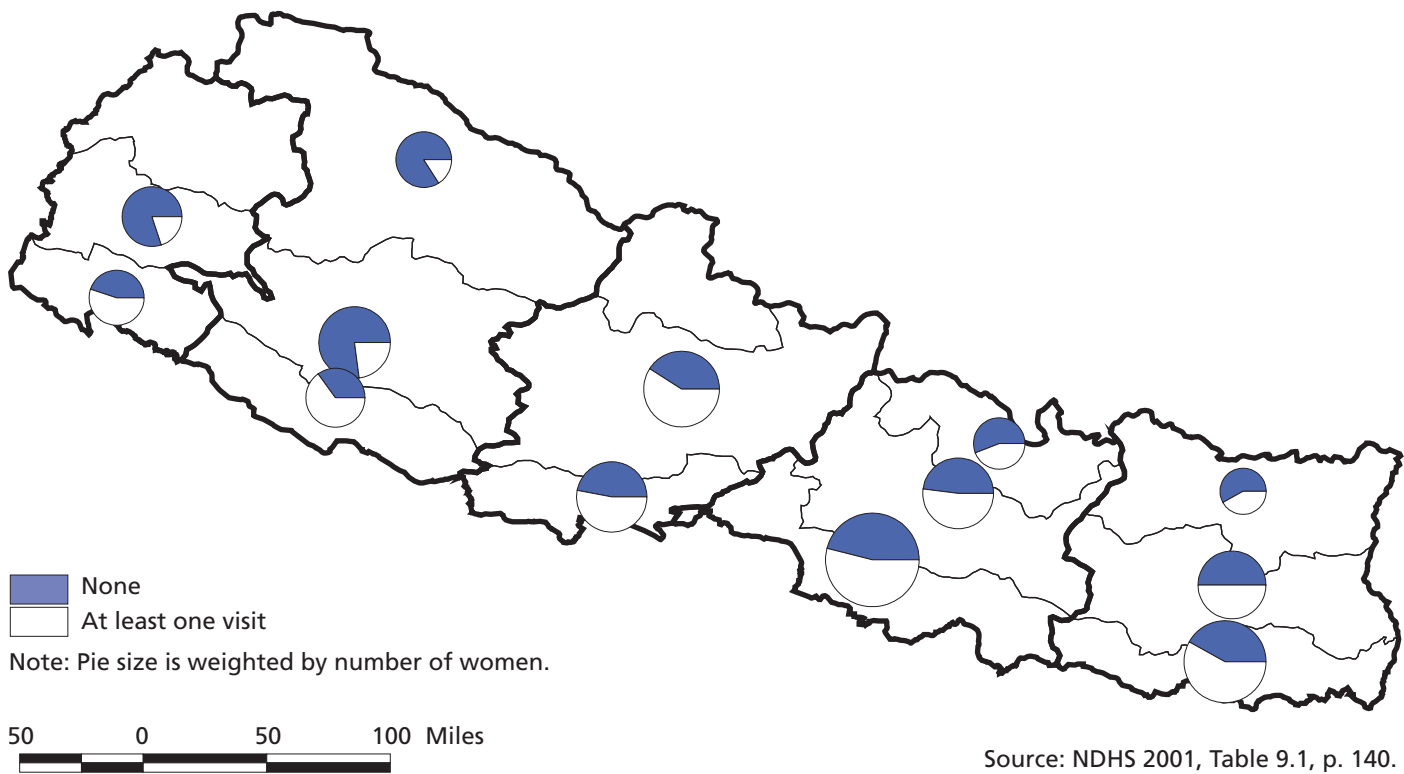 None
At least one visit
Note: Pie size is weighted by number of women.
50 0 50 100 Miles
Source: NDHS 2001, Table 9.1, p. 140.